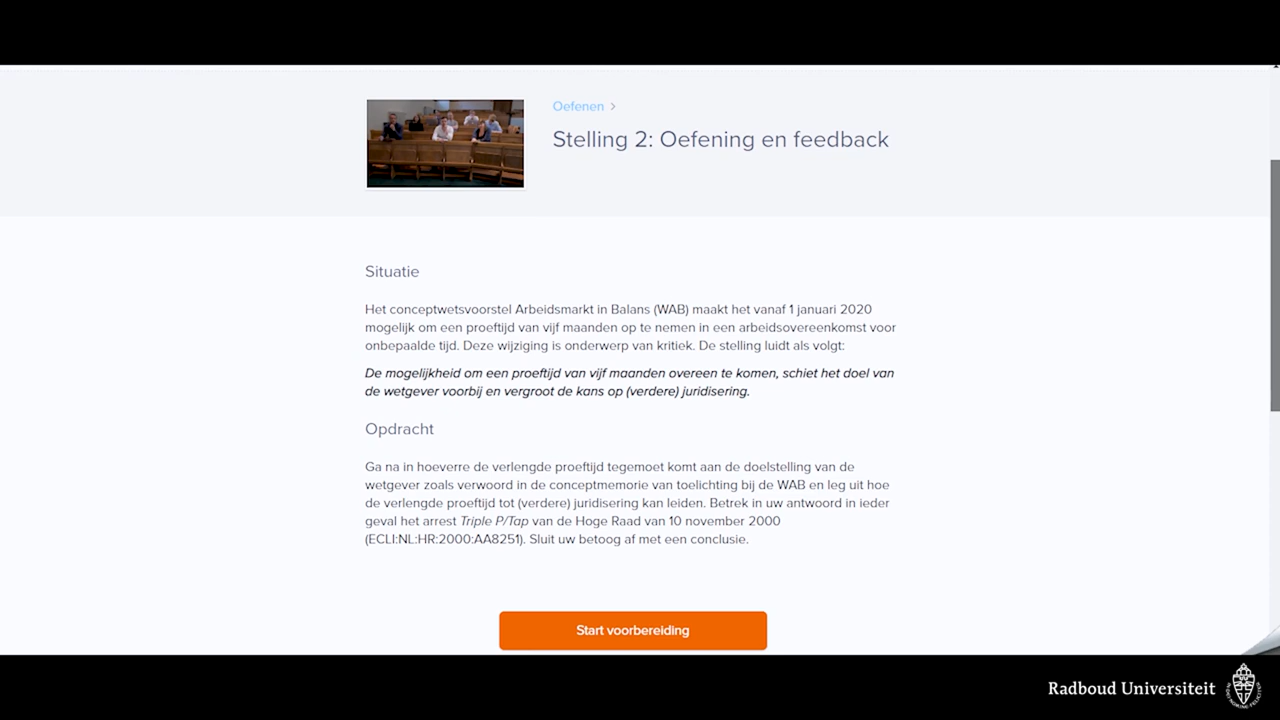 Oefenen >
Stelling 2: Oefening en feedback
Situatie
Het conceptwetsvoorstel Arbeidsmarkt in Balans (WAB) maakt het vanaf 1 januari 2020
mogelijk om een proeftijd van vijf maanden op te nemen in een arbeidsovereenkomst voor
onbepaalde tijd. Deze wijziging is onderwerp van kritiek. De stelling luidt als volgt:
De mogelijkheid om een proeftijd van vijf maanden overeen te komen, schiet het doel van
de wetgever voorbij en vergroot de kans op (verdere) juridisering.
Opdracht
Ga na in hoeverre de verlengde proeftijd tegemoet komt aan de doelstelling van de
wetgever zoals verwoord in de conceptmemorie van toelichting bij de WAB en leg uit hoe
de verlengde proeftijd tot (verdere) juridisering kan leiden. Betrek in uw antwoord in ieder
geval het arrest Triple P/Tap van de Hoge Raad van 10 november 2000
(ECLI:NL:HR:2000:AA8251). Sluit uw betoog af met een conclusie.
Start voorbereiding
Radboud Universiteit